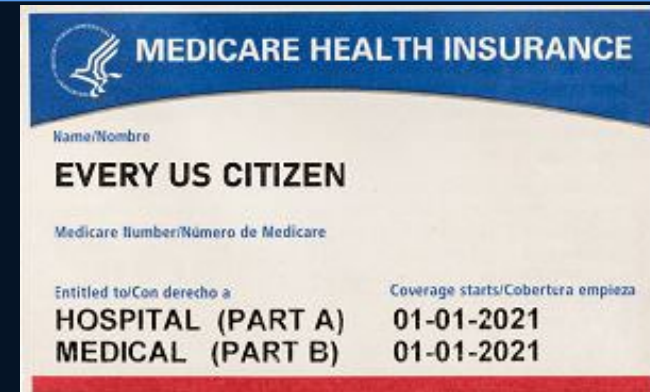 MEDICARE HEALTH INSURANCE
Name/Nombre
EVERY US CITIZEN
Medicare Number/Número de Medicare
Entitled to/Con derecho a
Coverage starts/Cobertura empieza
HOSPITAL (PART A) 01-01-2021
MEDICAL (PART B) 01-01-2021